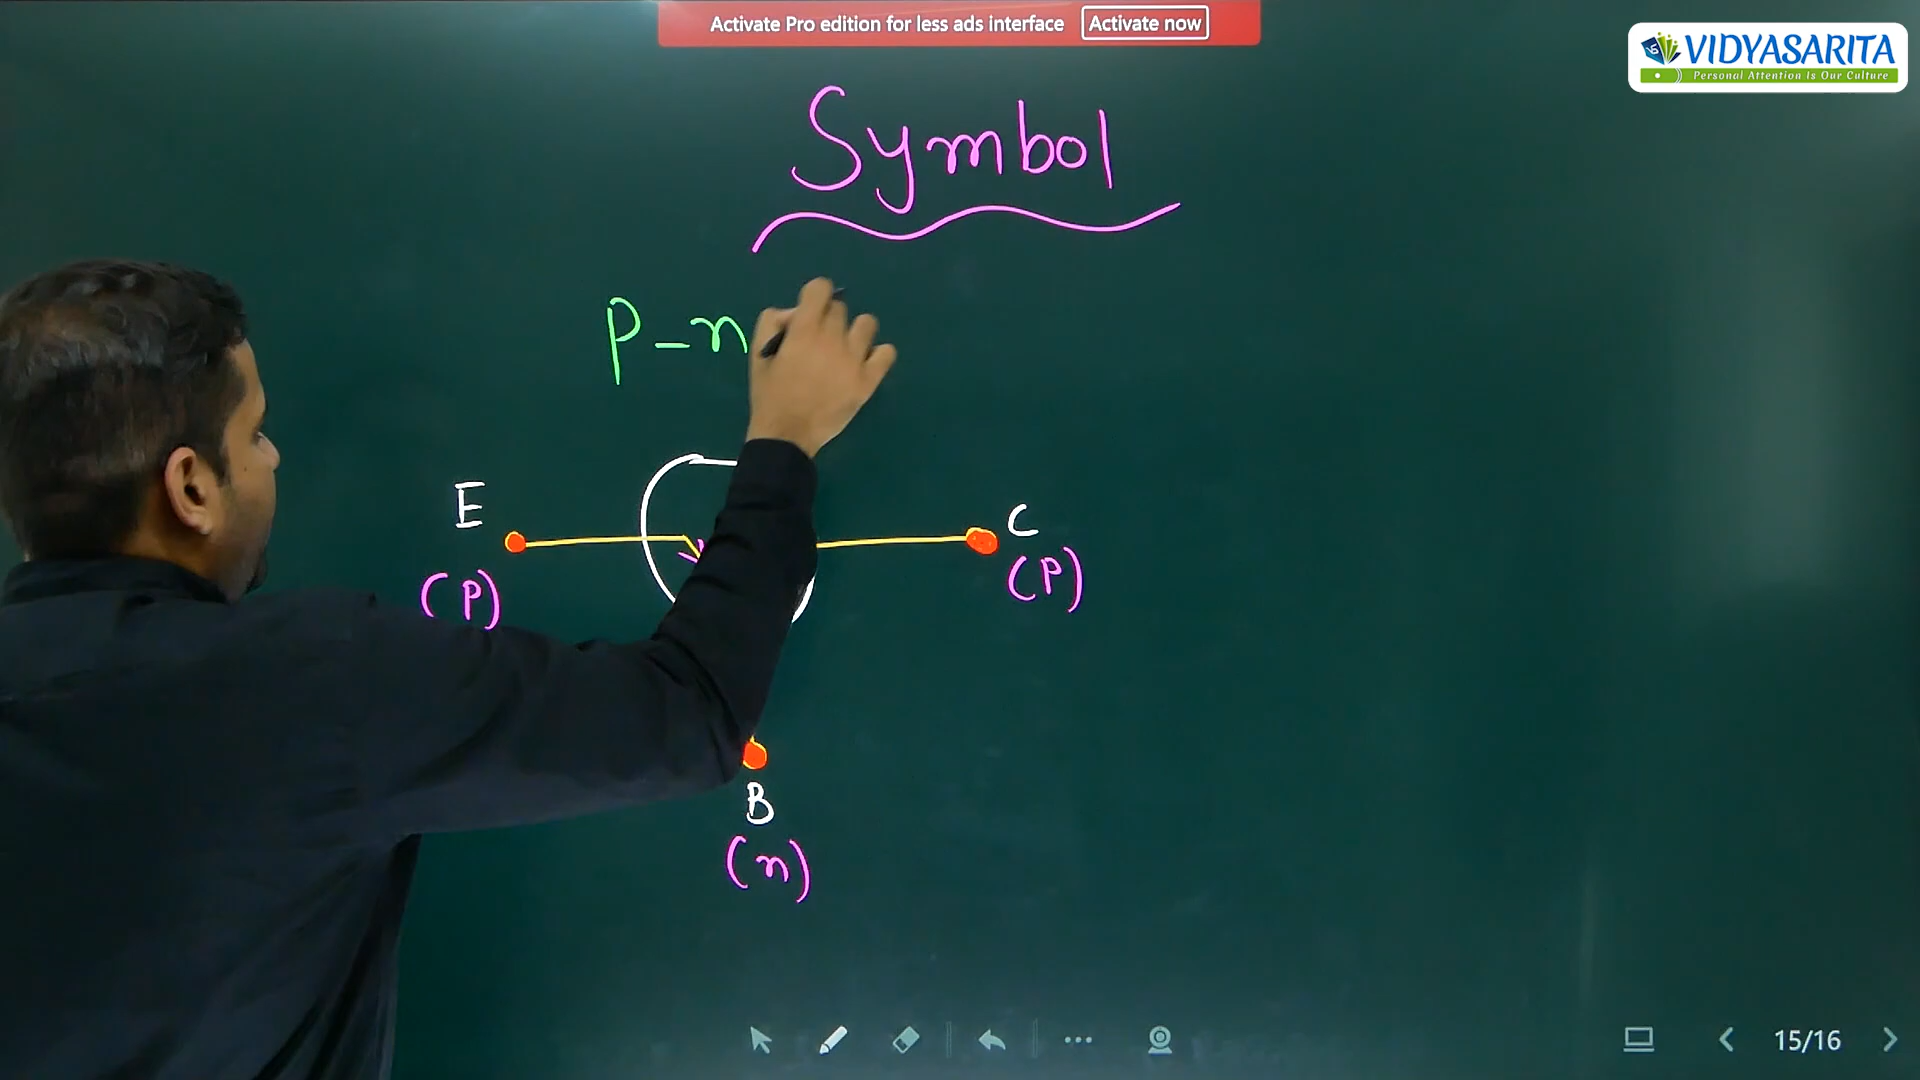 Activate Pro edition for less ads interface Activate now
VIDYASARITA
Personal Attention Is Our Culture
Symbol
P-n
E
C
(P)
(P)
B
(n)
15/16